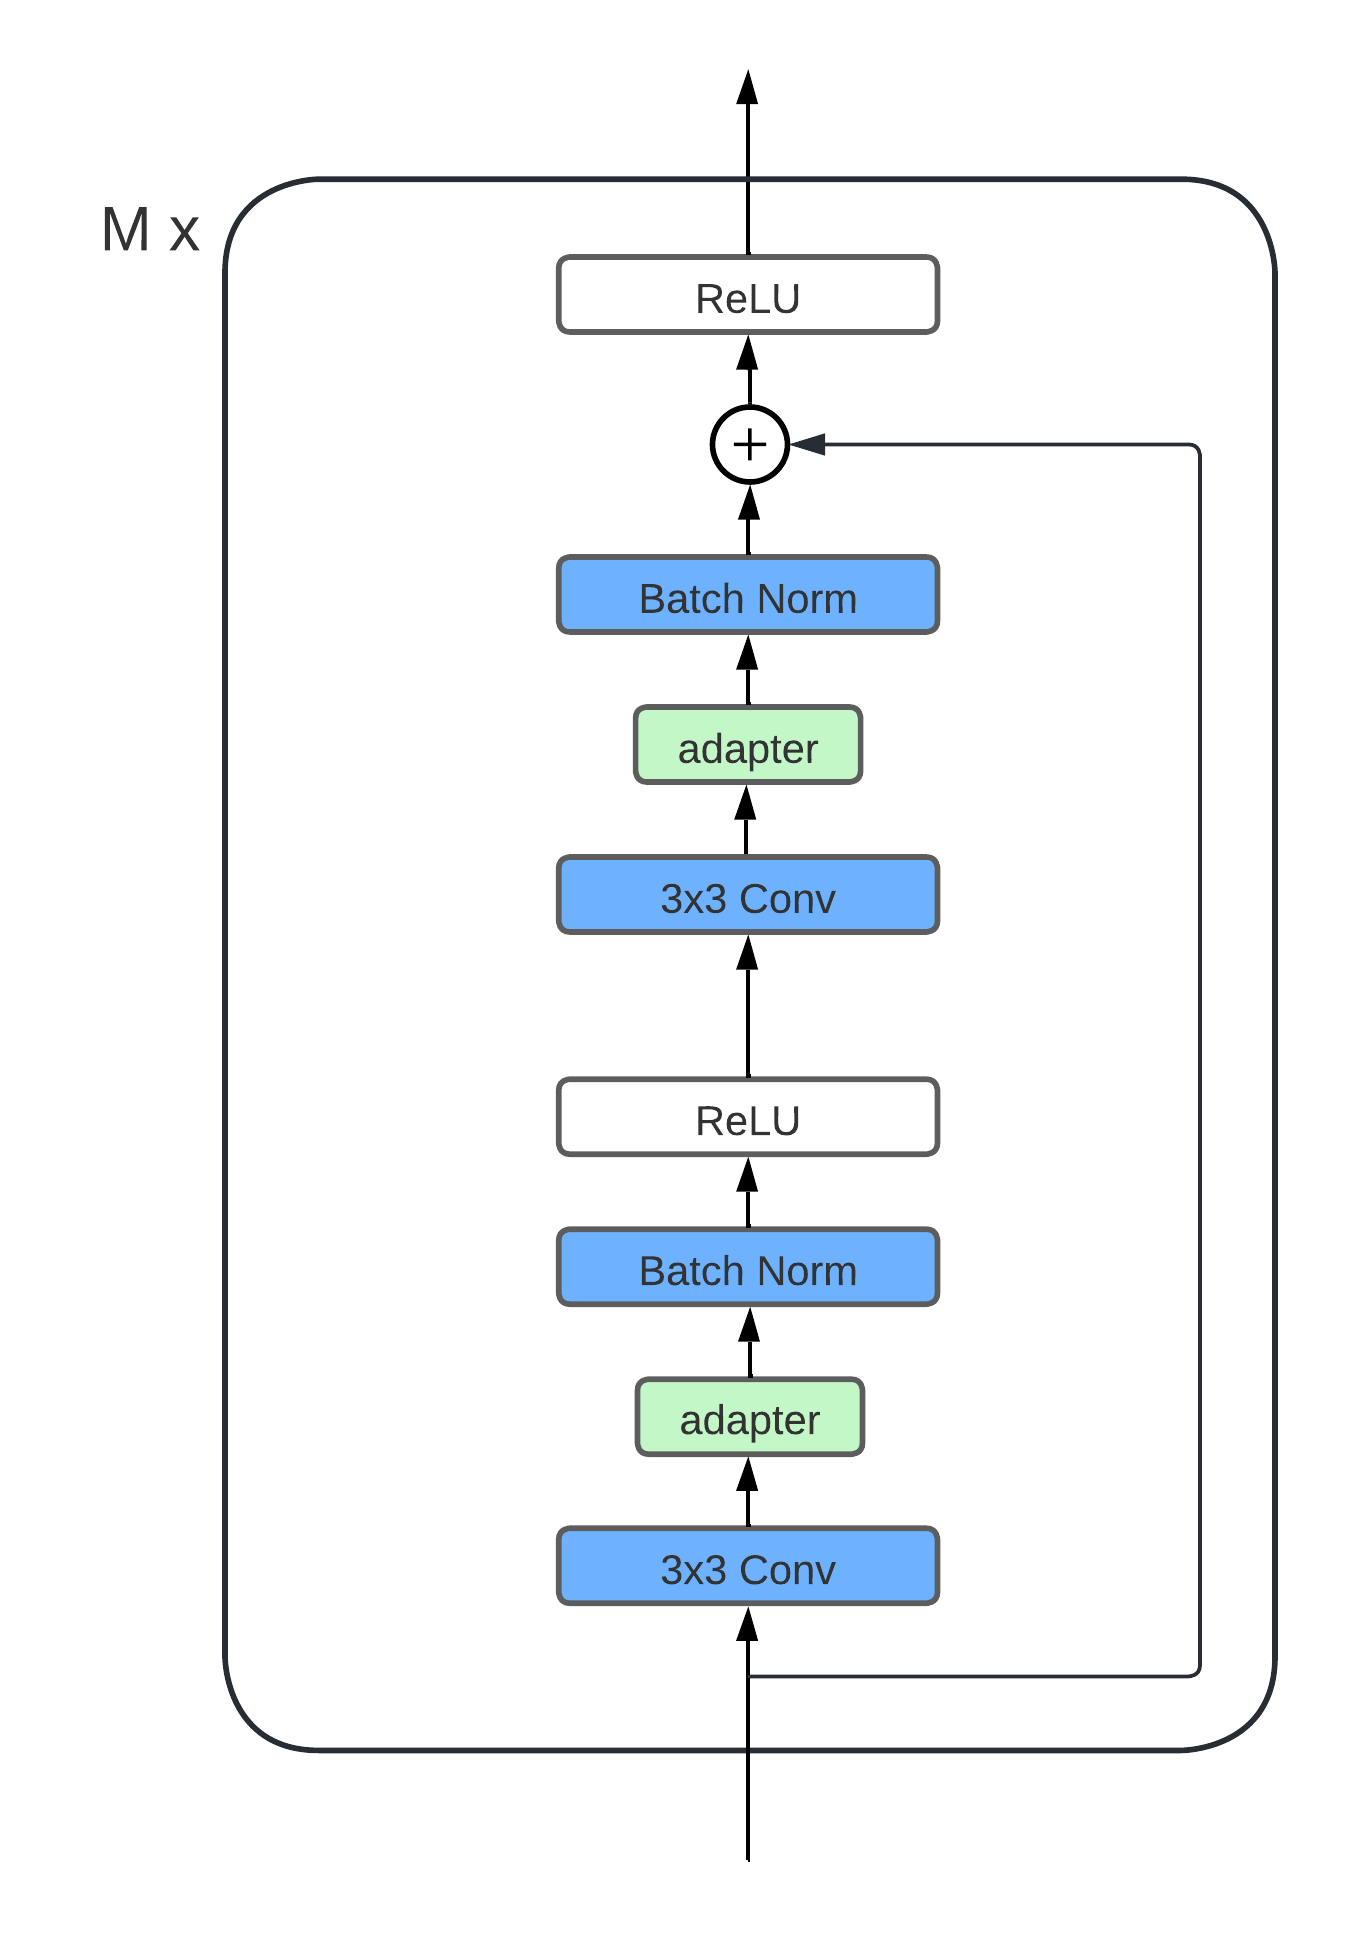 M x
ReLU
+
Batch Norm
adapter
3x3 Conv
ReLU
Batch Norm
adapter
3x3 Conv